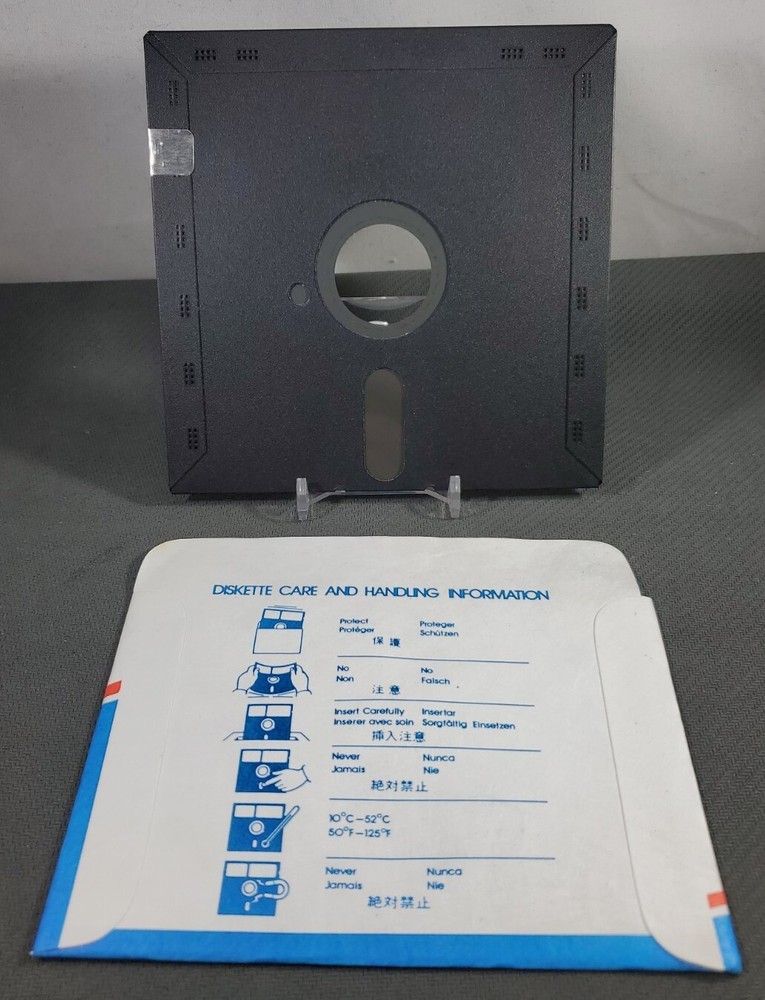 DISKETTE CARE AND HANDLING INFORMATION
Protect Proteger
Protéger Schützen
保護
No No
Non Falsch
注意
Insert Carefully Insertar
Inserer avec soin Sorgfältig Einsetzen
挿入注意
Never Nunca
Jamais Nie
絶対禁止
10°C–52°C
50°F–125°F
Never Nunca
Jamais Nie
絶対禁止